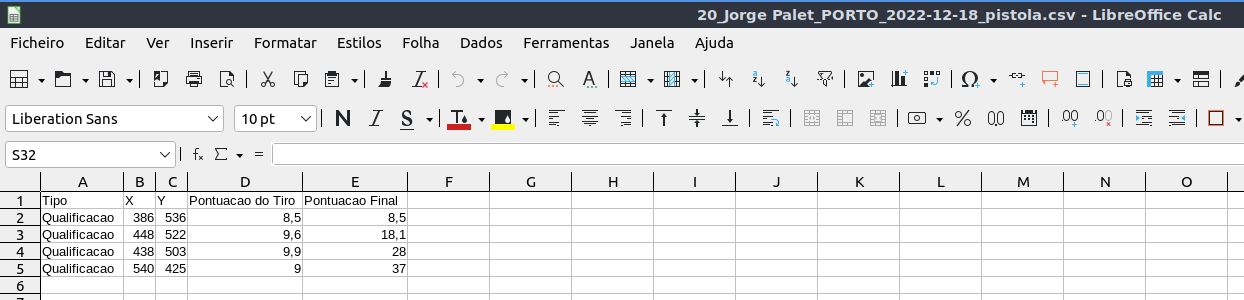 20_Jorge Palet_PORTO_2022-12-18_pistola.csv - LibreOffice Calc
Ficheiro Editar Ver Inserir Formatar Estilos Folha Dados Ferramentas Janela Ajuda
Liberation Sans 10 pt N I S
S32 fx Σ =
A B C D E F G H I J K L M N O
1 Tipo X Y Pontuacao do Tiro Pontuacao Final
2 Qualificacao 386 536 8,5 8,5
3 Qualificacao 448 522 9,6 18,1
4 Qualificacao 438 503 9,9 28
5 Qualificacao 540 425 9 37
6